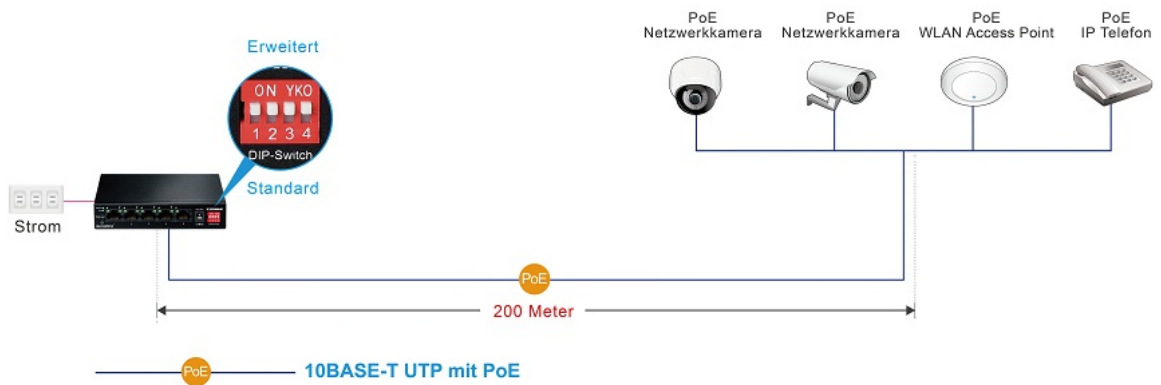 PoE
Netzwerkkamera
PoE
Netzwerkkamera
PoE
WLAN Access Point
PoE
IP Telefon
Erweitert
ON YKO
1 2 3 4
DIP-Switch
Standard
Strom
PoE
200 Meter
PoE
10BASE-T UTP mit PoE